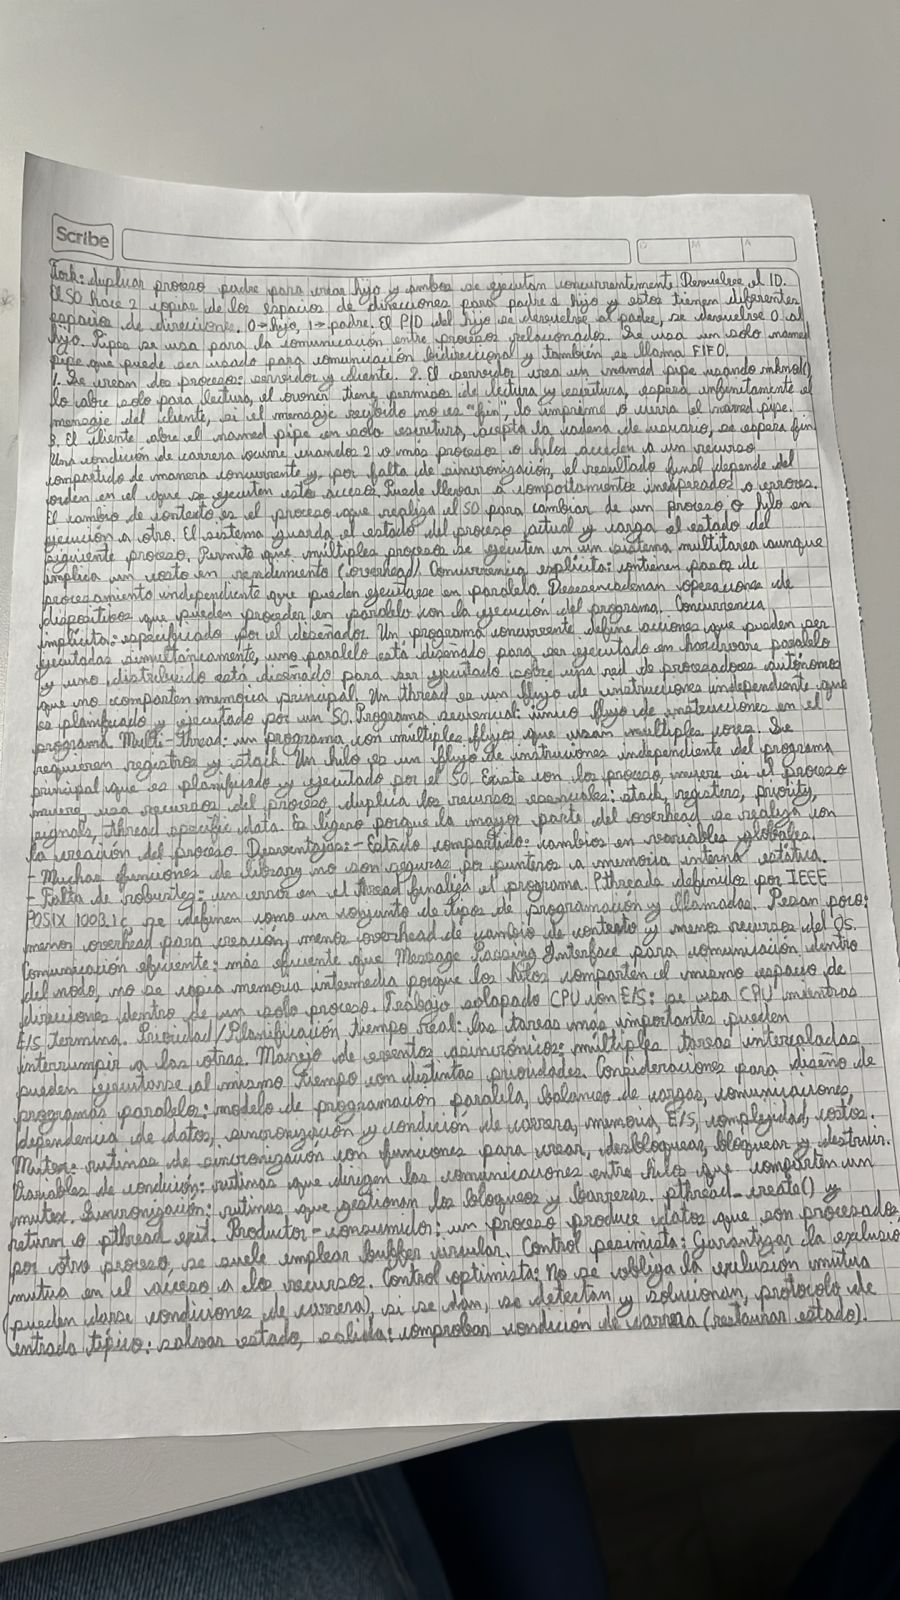 Scribe
D M A
Fork: duplicar proceso padre para crear hijo y ambos se ejecutan concurrentemente. Devuelve el ID.
El SO hace 2 copias de los espacios de direcciones para padre e hijo y estos tienen diferentes
espacios de direcciones. 0→hijo, 1→padre. El PID del hijo se devuelve al padre, se devuelve 0 al
hijo. Pipes se usa para la comunicación entre procesos relacionados. Se usa un solo named
pipe que puede ser usado para comunicación bidireccional y también se llama FIFO.
1. Se crean dos procesos: servidor y cliente. 2. El servidor crea un named pipe usando mknod(),
lo abre solo para lectura, el owner tiene permisos de lectura y escritura, espera infinitamente el
mensaje del cliente, si el mensaje recibido no es "fin", lo imprime o cierra el named pipe.
3. El cliente abre el named pipe en solo escritura, acepta la cadena de usuario, se espera fin
Una condición de carrera ocurre cuando 2 o más procesos o hilos acceden a un recurso
compartido de manera concurrente y, por falta de sincronización, el resultado final depende del
orden en el que se ejecuten estos accesos. Puede llevar a comportamientos inesperados o errores.
El cambio de contexto es el proceso que realiza el SO para cambiar de un proceso o hilo en
ejecución a otro. El sistema guarda el estado del proceso actual y carga el estado del
siguiente proceso. Permite que múltiples procesos se ejecuten en un sistema multitarea aunque
implica un costo en rendimiento (overhead). Concurrencia explícita: contienen pasos de
procesamiento independiente que pueden ejecutarse en paralelo. Desencadenan operaciones de
dispositivos que pueden proceder en paralelo con la ejecución del programa. Concurrencia
implícita: especificado por el diseñador. Un programa concurrente define acciones que pueden ser
ejecutadas simultáneamente, uno paralelo está diseñado para ser ejecutado en hardware paralelo
y uno distribuido está diseñado para ser ejecutado sobre una red de procesadores autónomos
que no comparten memoria principal. Un thread es un flujo de instrucciones independiente que
es planificado y ejecutado por un SO. Programa secuencial: único flujo de instrucciones en el
programa. Multi-thread: un programa con múltiples flujos que usan múltiples cores. Se
requieren registros y stack. Un hilo es un flujo de instrucciones independiente del programa
principal que es planificado y ejecutado por el SO. Existe con los proceso, muere si el proceso
muere, usa recursos del proceso, duplica los recursos esenciales: stack, registers, priority,
signals, thread specific data. Es ligero porque la mayor parte del overhead se realiza con
la creación del proceso. Desventajas: - Estado compartido: cambios en variables globales.
- Muchas funciones de library no son seguras por punteros a memoria interna estática.
- Falta de robustez: un error en el thread finaliza el programa. Pthreads definidos por IEEE
POSIX 1003.1c, se definen como un conjunto de tipos de programación y llamadas. Pesan poco:
menor overhead para creación, menos overhead de cambio de contexto y menos recursos del OS.
Comunicación eficiente: más eficiente que Message Passing Interface para comunicación dentro
del nodo, no se copia memoria intermedia porque los hilos comparten el mismo espacio de
direcciones dentro de un solo proceso. Trabajo solapado CPU con E/S: se usa CPU mientras
E/S termina. Prioridad/Planificación tiempo real: las tareas más importantes pueden
interrumpir a las otras. Manejo de eventos asincrónicos: múltiples tareas intercaladas
pueden ejecutarse al mismo tiempo con distintas prioridades. Consideraciones para diseño de
programas paralelos: modelo de programación paralela, balanceo de cargas, comunicaciones,
dependencia de datos, sincronización y condición de carrera, memoria, E/S, complejidad, costos.
Mutex: rutinas de sincronización con funciones para crear, desbloquear, bloquear y destruir.
Variables de condición: rutinas que dirigen las comunicaciones entre hilos que comparten un
mutex. Sincronización: rutinas que gestionan los bloqueos y barreras. pthread_create() y
return o pthread_exit. Productor-consumidor: un proceso produce datos que son procesados
por otro proceso, se suele emplear buffer circular. Control pesimista: Garantizar la exclusió
mutua en el acceso a los recursos. Control optimista: No se obliga la exclusión mutua
(pueden darse condiciones de carrera), si se dan, se detectan y solucionan, protocolo de
entrada típico: salvar estado, salida: comprobar condición de carrera (restaurar estado).